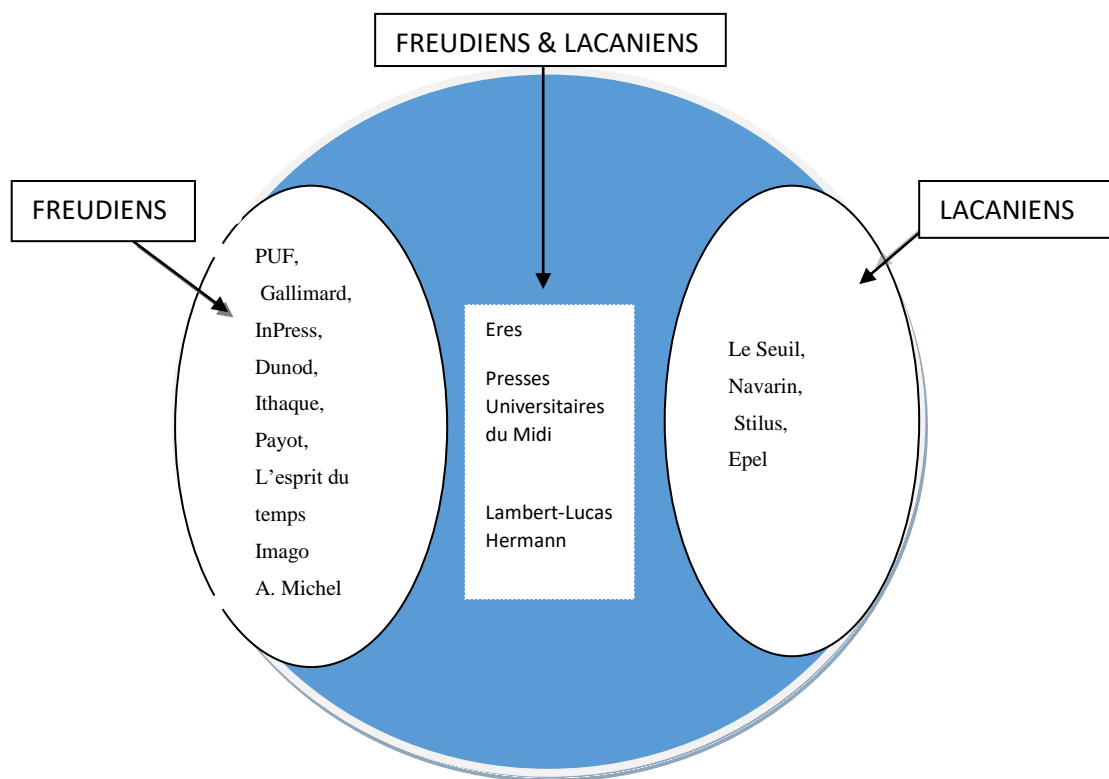 FREUDIENS & LACANIENS
FREUDIENS
LACANIENS
PUF,
Gallimard,
InPress,
Dunod,
Ithaque,
Payot,
L'esprit du
temps
Imago
A. Michel
Eres
Presses
Universitaires
du Midi
Lambert-Lucas
Hermann
Le Seuil,
Navarin,
Stilus,
Epel